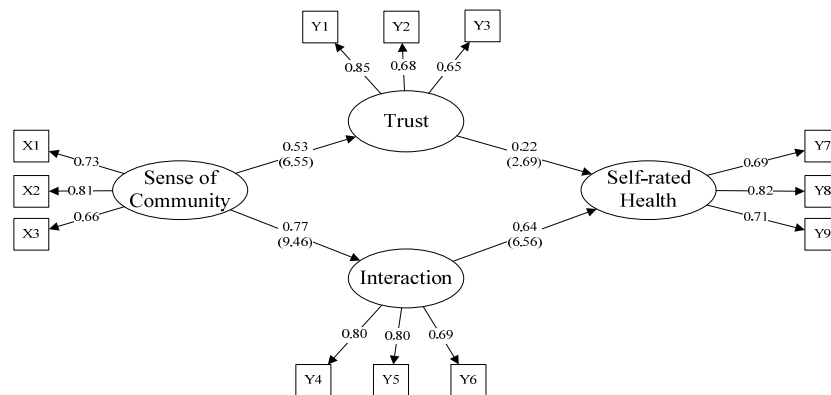 Y1
Y2
Y3
0.85
0.68
0.65
Trust
X1
X2
X3
0.73
0.81
0.66
Sense of
Community
0.53
(6.55)
0.22
(2.69)
0.77
(9.46)
0.64
(6.56)
Self-rated
Health
0.69
0.82
0.71
Y7
Y8
Y9
Interaction
0.80
0.80
0.69
Y4
Y5
Y6